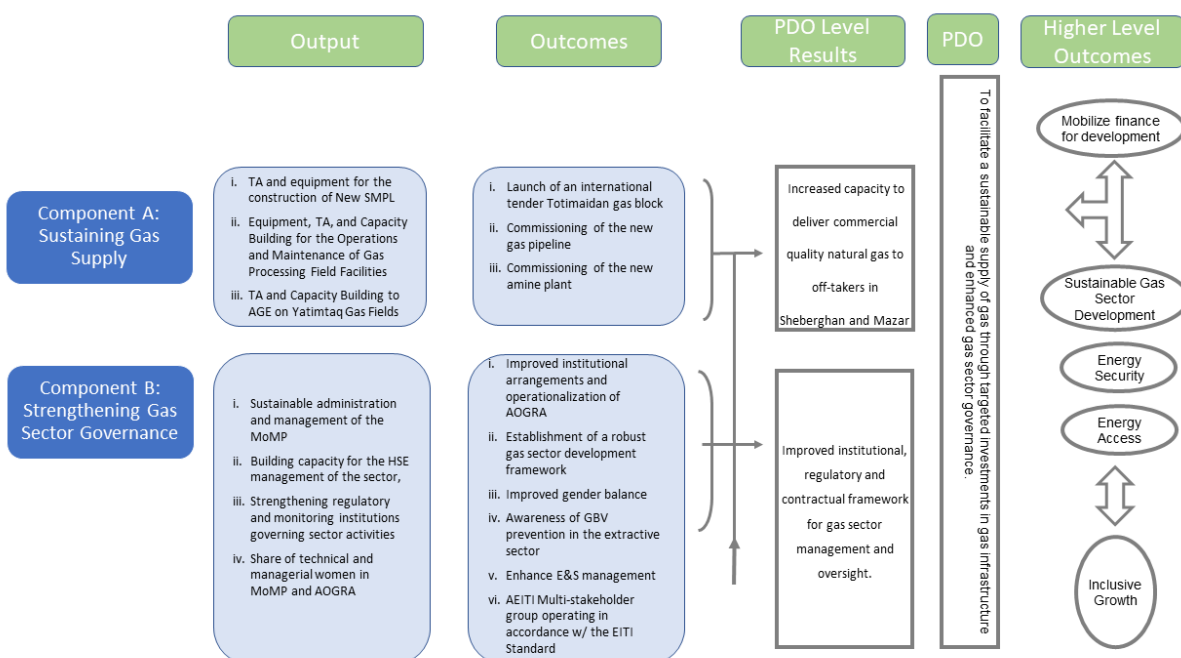 Output
Outcomes
PDO Level
Results
PDO
Higher Level
Outcomes
Component A:
Sustaining Gas
Supply
i. TA and equipment for the
construction of New SMPL
ii. Equipment, TA, and Capacity
Building for the Operations
and Maintenance of Gas
Processing Field Facilities
iii. TA and Capacity Building to
AGE on Yatimtaq Gas Fields
i. Launch of an international
tender Totimaidan gas block
ii. Commissioning of the new
gas pipeline
iii. Commissioning of the new
amine plant
Increased capacity to
deliver commercial
quality natural gas to
off-takers in
Sheberghan and Mazar
Component B:
Strengthening Gas
Sector Governance
i. Sustainable administration
and management of the
MoMP
ii. Building capacity for the HSE
management of the sector,
iii. Strengthening regulatory
and monitoring institutions
governing sector activities
iv. Share of technical and
managerial women in
MoMP and AOGRA
i. Improved institutional
arrangements and
operationalization of
AOGRA
ii. Establishment of a robust
gas sector development
framework
iii. Improved gender balance
iv. Awareness of GBV
prevention in the extractive
sector
v. Enhance E&S management
vi. AEITI Multi-stakeholder
group operating in
accordance w/ the EITI
Standard
Improved institutional,
regulatory and
contractual framework
for gas sector
management and
oversight.
To facilitate a sustainable supply of gas through targeted investments in gas infrastructure
and enhanced gas sector governance.
Mobilize finance
for development
Sustainable Gas
Sector
Development
Energy
Security
Energy
Access
Inclusive
Growth